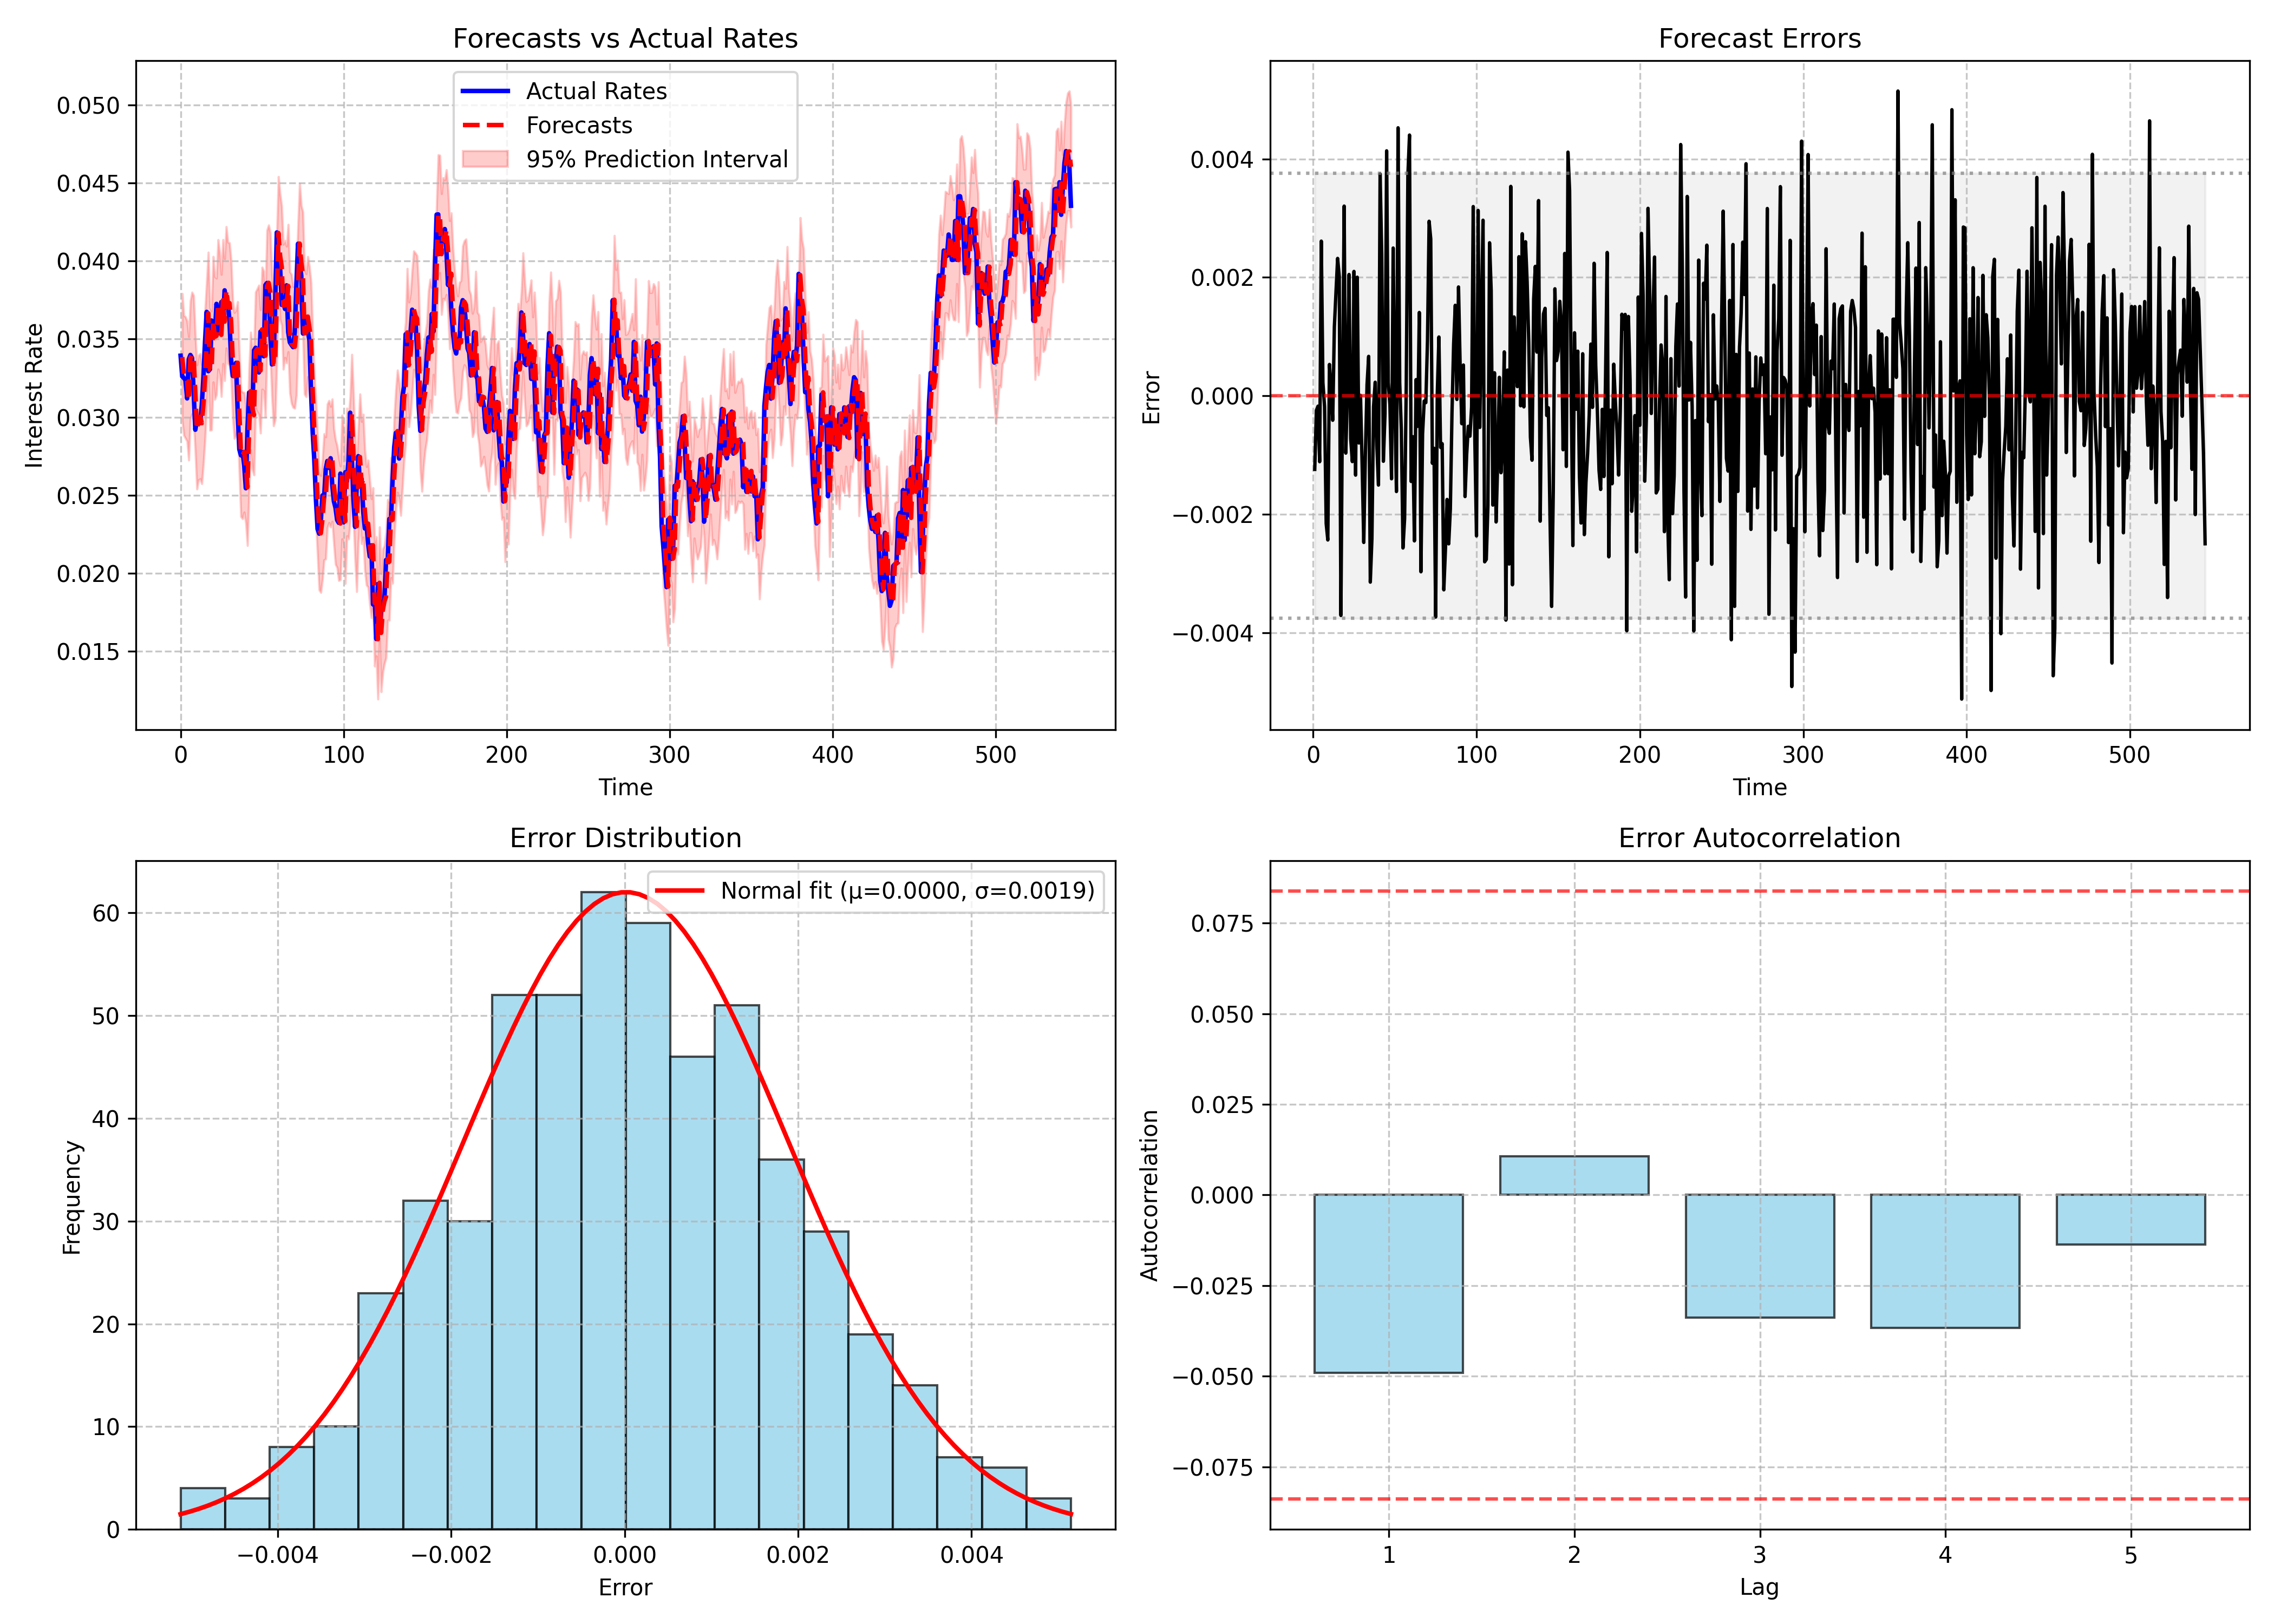 Forecasts vs Actual Rates
Actual Rates
Forecasts
95% Prediction Interval
0.050
0.045
0.040
0.035
0.030
0.025
0.020
0.015
Interest Rate
0 100 200 300 400 500
Time
Forecast Errors
0.004
0.002
0.000
−0.002
−0.004
Error
0 100 200 300 400 500
Time
Error Distribution
Normal fit (μ=0.0000, σ=0.0019)
60
50
40
30
20
10
0
Frequency
−0.004 −0.002 0.000 0.002 0.004
Error
Error Autocorrelation
0.075
0.050
0.025
0.000
−0.025
−0.050
−0.075
Autocorrelation
1 2 3 4 5
Lag